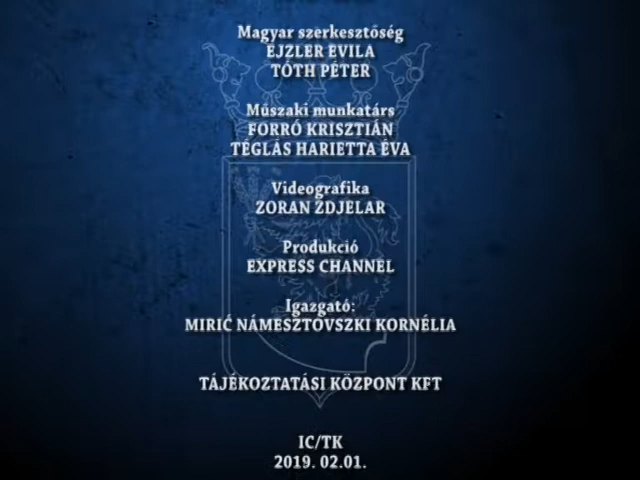 Magyar szerkesztőség
EJZLER EVILA
TÓTH PÉTER
Műszaki munkatárs
FORRÓ KRISZTIÁN
TÉGLÁS HARIETTA ÉVA
Videografika
ZORAN ZDJELAR
Produkció
EXPRESS CHANNEL
Igazgató:
MIRIĆ NÁMESZTOVSZKI KORNÉLIA
TÁJÉKOZTATÁSI KÖZPONT KFT
IC/TK
2019. 02.01.